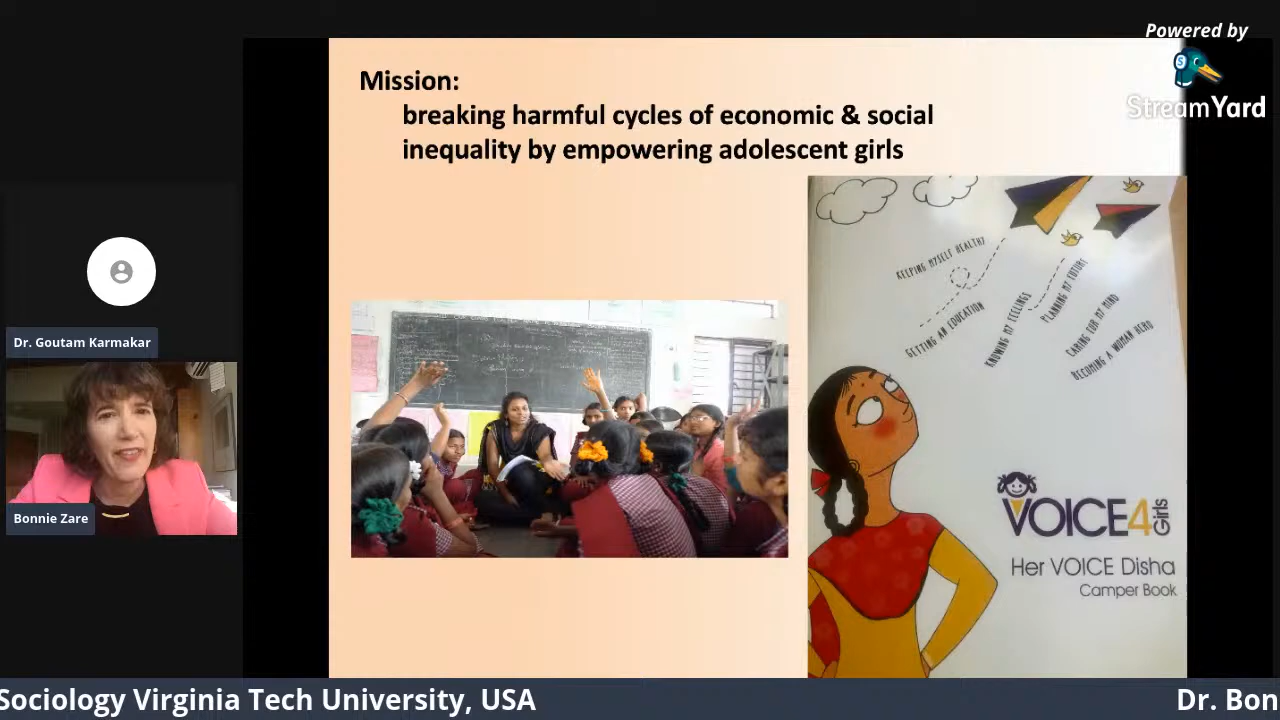 Powered by
StreamYard
Mission:
breaking harmful cycles of economic & social
inequality by empowering adolescent girls
KEEPING MYSELF HEALTHY
GETTING AN EDUCATION
KNOWING MY FEELINGS
PLANNING MY FUTURE
CARING FOR MY MIND
BECOMING A WOMAN HERO
VOICE4
Girls
Her VOICE Disha
Camper Book
Dr. Goutam Karmakar
Bonnie Zare
Sociology Virginia Tech University, USA
Dr. Bon